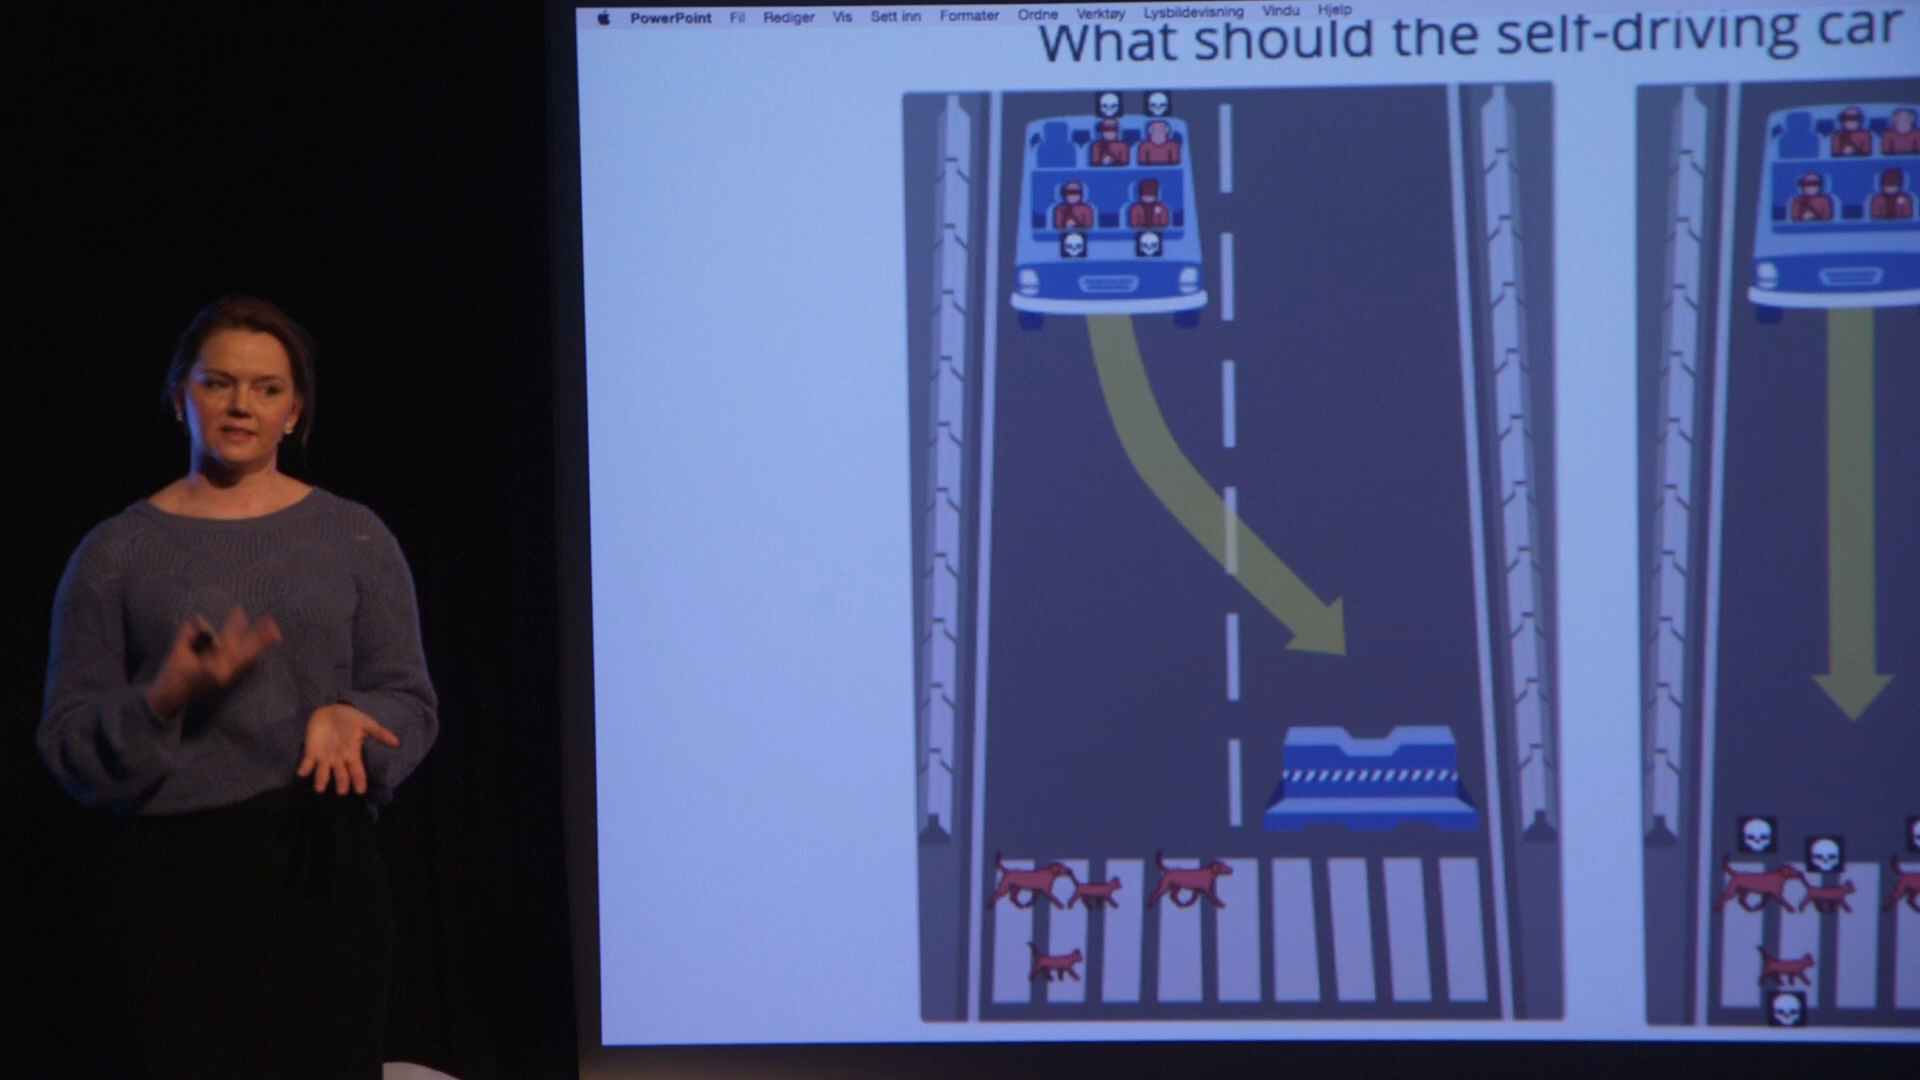 PowerPoint Fil Rediger Vis Sett inn Formater Ordne Verktøy Lysbildevisning Vindu Hjelp
What should the self-driving car